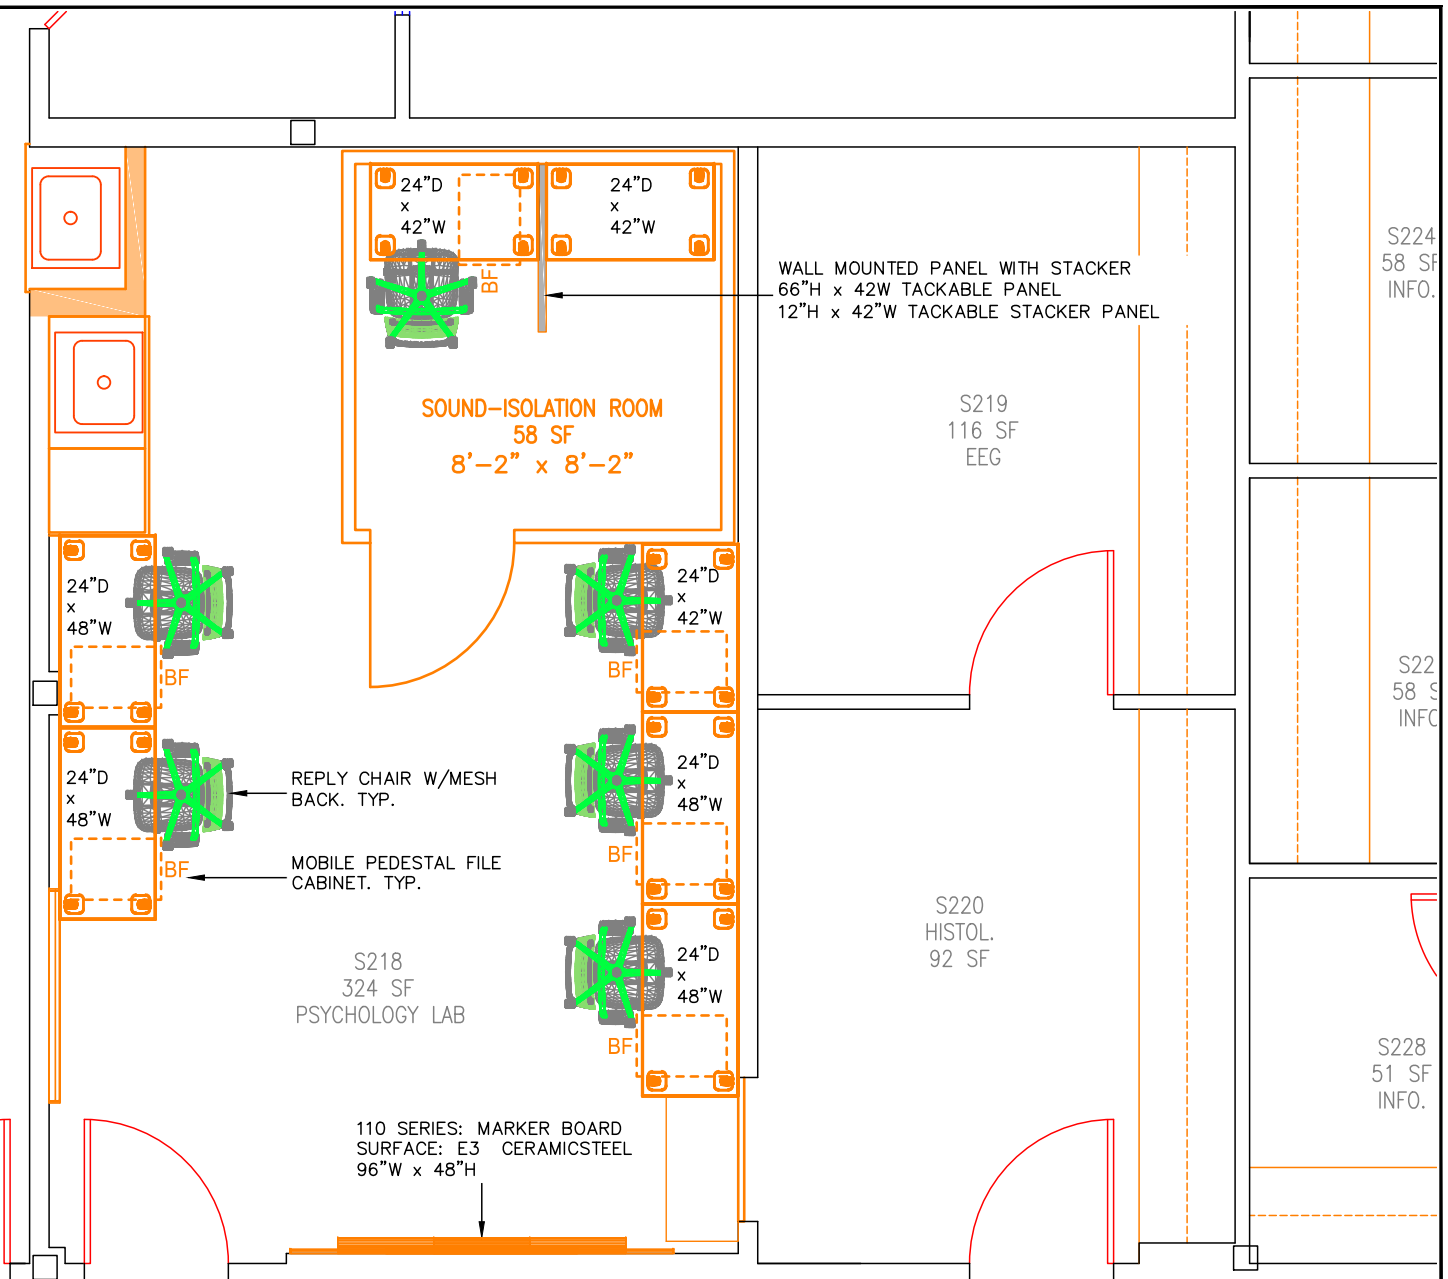 24"D
x
42"W
24"D
x
42"W
BF
WALL MOUNTED PANEL WITH STACKER
66"H x 42W TACKABLE PANEL
12"H x 42"W TACKABLE STACKER PANEL
SOUND-ISOLATION ROOM
58 SF
8'-2" x 8'-2"
S219
116 SF
EEG
S224
58 SF
INFO.
24"D
x
48"W
BF
24"D
x
42"W
BF
S22
58 S
INFO
24"D
x
48"W
BF
REPLY CHAIR W/MESH
BACK. TYP.
MOBILE PEDESTAL FILE
CABINET. TYP.
24"D
x
48"W
BF
24"D
x
48"W
BF
S218
324 SF
PSYCHOLOGY LAB
S220
HISTOL.
92 SF
S228
51 SF
INFO.
110 SERIES: MARKER BOARD
SURFACE: E3 CERAMICSTEEL
96"W x 48"H